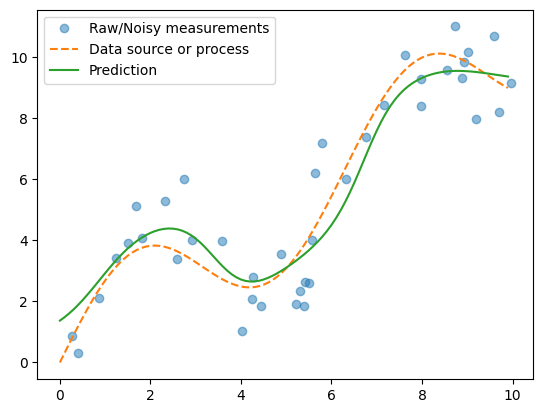 Raw/Noisy measurements
Data source or process
Prediction
10
8
6
4
2
0
0 2 4 6 8 10